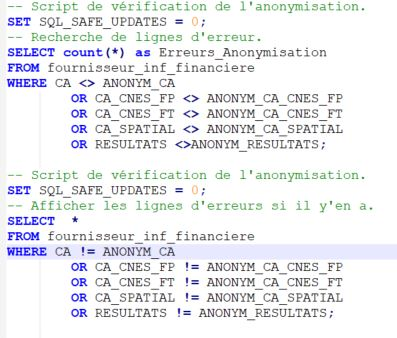 -- Script de vérification de l'anonymisation.
SET SQL_SAFE_UPDATES = 0;
-- Recherche de lignes d'erreur.
SELECT count(*) as Erreurs_Anonymisation
FROM fournisseur_inf_financiere
WHERE CA <> ANONYM_CA
OR CA_CNES_FP <> ANONYM_CA_CNES_FP
OR CA_CNES_FT <> ANONYM_CA_CNES_FT
OR CA_SPATIAL <> ANONYM_CA_SPATIAL
OR RESULTATS <>ANONYM_RESULTATS;
-- Script de vérification de l'anonymisation.
SET SQL_SAFE_UPDATES = 0;
-- Afficher les lignes d'erreurs si il y'en a.
SELECT *
FROM fournisseur_inf_financiere
WHERE CA != ANONYM_CA
OR CA_CNES_FP != ANONYM_CA_CNES_FP
OR CA_CNES_FT != ANONYM_CA_CNES_FT
OR CA_SPATIAL != ANONYM_CA_SPATIAL
OR RESULTATS != ANONYM_RESULTATS;